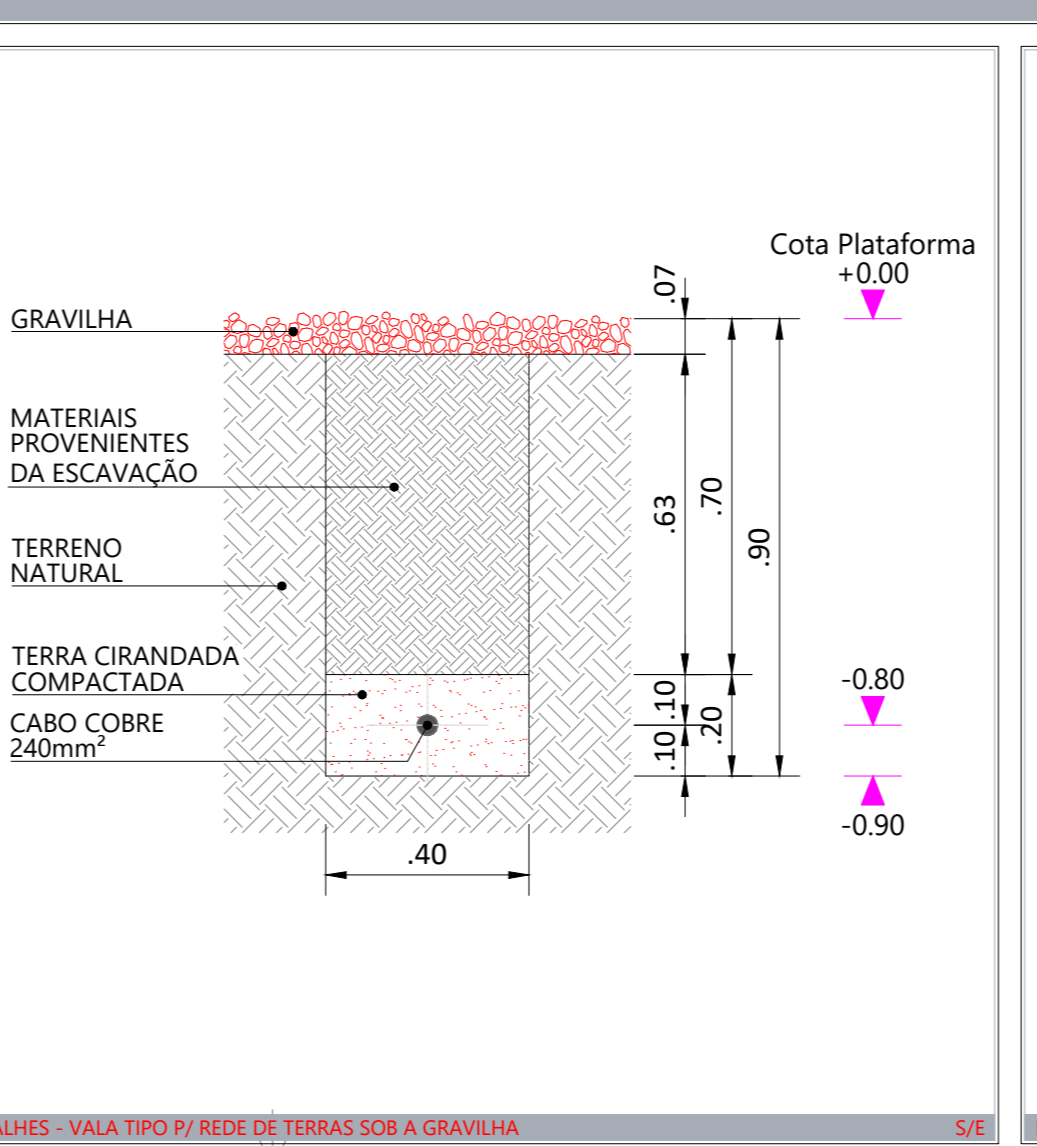 Cota Plataforma
+0.00
.07
GRAVILHA
MATERIAIS
PROVENIENTES
DA ESCAVAÇÃO
.63
.70
.90
TERRENO
NATURAL
TERRA CIRANDADA
COMPACTADA
.10
.20
-0.80
CABO COBRE
240mm²
.10
-0.90
.40
ALHES - VALA TIPO P/ REDE DE TERRAS SOB A GRAVILHA
S/E